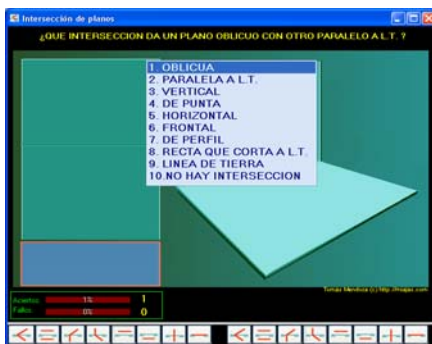 Intersección de planos
¿QUE INTERSECCION DA UN PLANO OBLICUO CON OTRO PARALELO A L.T. ?
1. OBLICUA
2. PARALELA A L.T.
3. VERTICAL
4. DE PUNTA
5. HORIZONTAL
6. FRONTAL
7. DE PERFIL
8. RECTA QUE CORTA A L.T.
9. LINEA DE TIERRA
10.NO HAY INTERSECCION
Aciertos: 1% 1
Fallos: 0% 0